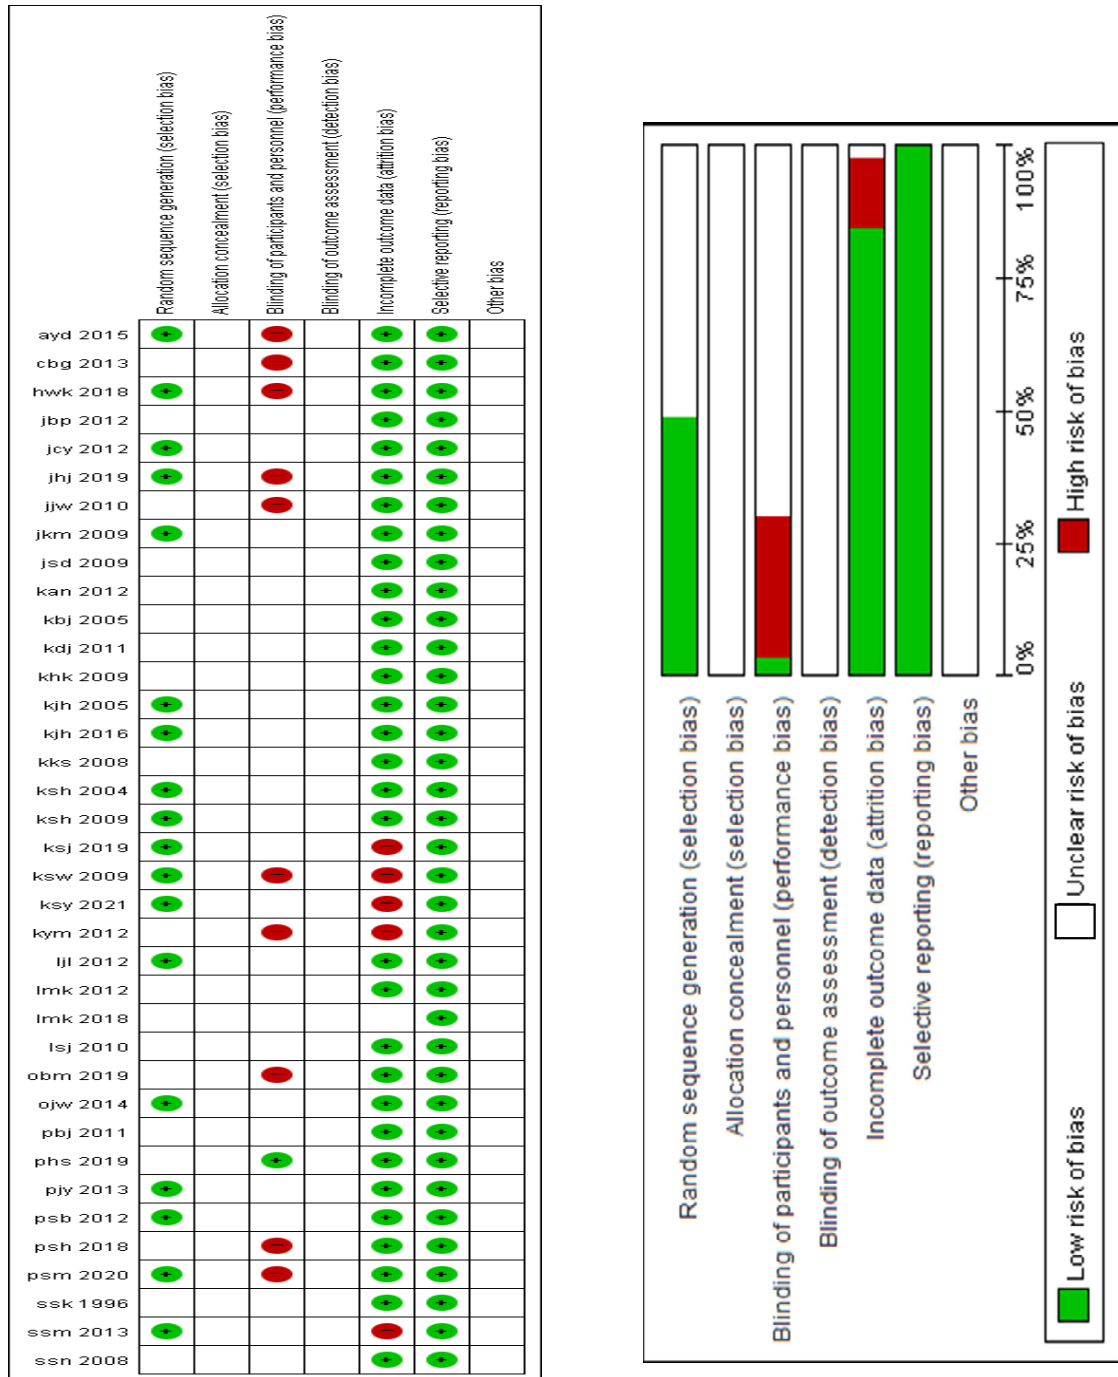 Random sequence generation (selection bias)
Allocation concealment (selection bias)
Blinding of participants and personnel (performance bias)
Blinding of outcome assessment (detection bias)
Incomplete outcome data (attrition bias)
Selective reporting (reporting bias)
Other bias
ayd 2015
cbg 2013
hwk 2018
jbp 2012
jcy 2012
jhj 2019
jjw 2010
jkm 2009
jsd 2009
kan 2012
kbj 2005
kdj 2011
khk 2009
kjh 2005
kjh 2016
kks 2008
ksh 2004
ksh 2009
ksj 2019
ksw 2009
ksy 2021
kym 2012
ljl 2012
lmk 2012
lmk 2018
lsj 2010
obm 2019
ojw 2014
pbj 2011
phs 2019
pjy 2013
psb 2012
psh 2018
psm 2020
ssk 1996
ssm 2013
ssn 2008
Random sequence generation (selection bias)
Allocation concealment (selection bias)
Blinding of participants and personnel (performance bias)
Blinding of outcome assessment (detection bias)
Incomplete outcome data (attrition bias)
Selective reporting (reporting bias)
Other bias
0% 25% 50% 75% 100%
Low risk of bias Unclear risk of bias High risk of bias